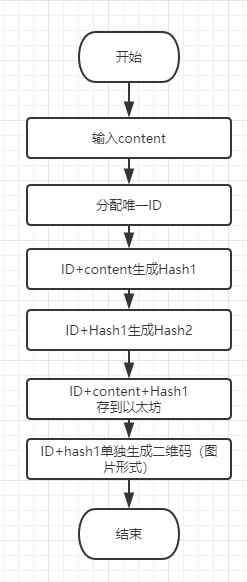 开始
输入content
分配唯一ID
ID+content生成Hash1
ID+Hash1生成Hash2
ID+content+Hash1
存到以太坊
ID+hash1单独生成二维码（图
片形式）
结束